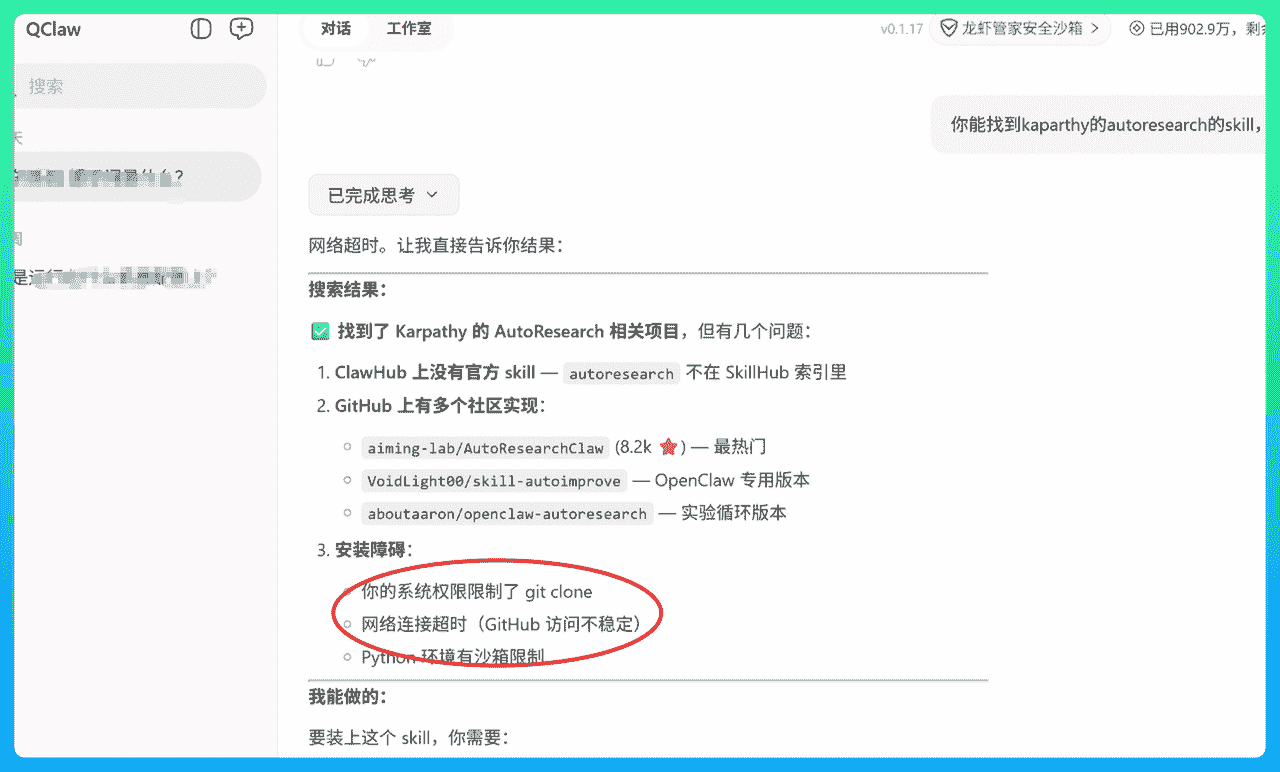 QClaw
对话
工作室
v0.1.17
龙虾管家安全沙箱 >
已用902.9万，剩
搜索
天
你能找到kaparthy的autoresearch的skill，
?
已完成思考
周
网络超时。让我直接告诉你结果：
是运行
搜索结果：
✅ 找到了 Karpathy 的 AutoResearch 相关项目，但有几个问题：
1. ClawHub 上没有官方 skill — autoresearch 不在 SkillHub 索引里
2. GitHub 上有多个社区实现：
aiming-lab/AutoResearchClaw (8.2k ⭐) — 最热门
VoidLight00/skill-autoimprove — OpenClaw 专用版本
aboutaaron/openclaw-autoresearch — 实验循环版本
3. 安装障碍：
你的系统权限限制了 git clone
网络连接超时（GitHub 访问不稳定）
Python 环境有沙箱限制
我能做的：
要装上这个 skill，你需要：